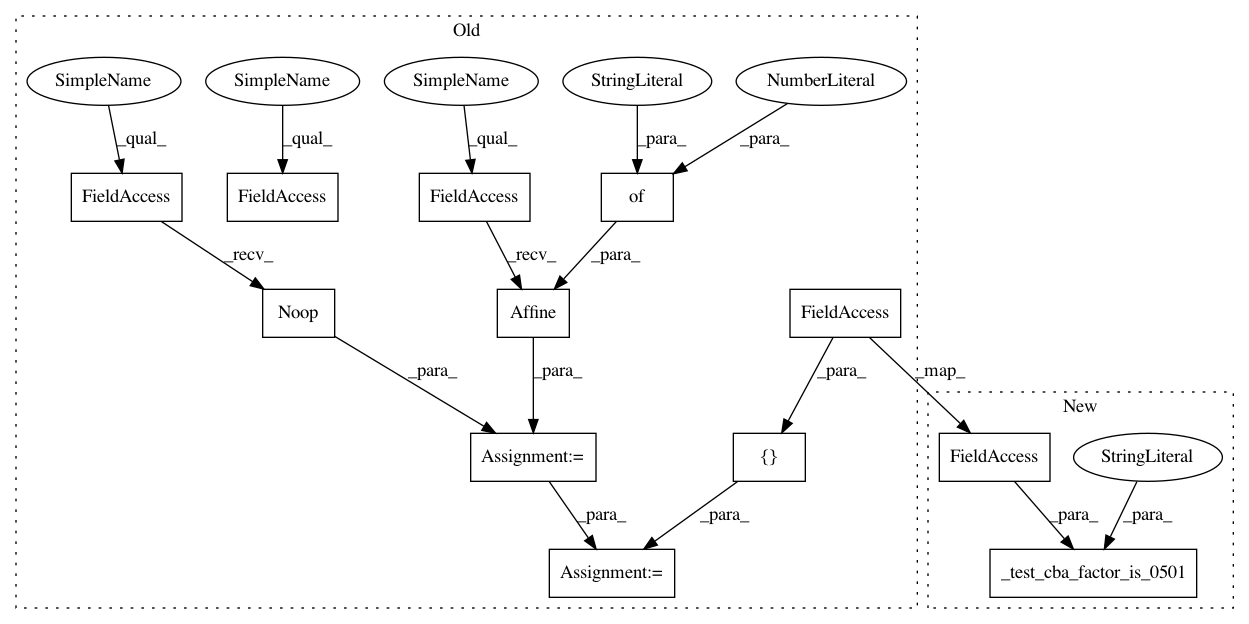 Old
SimpleName
SimpleName
SimpleName
StringLiteral
NumberLiteral
_qual_
_qual_
_qual_
_para_
_para_
FieldAccess
FieldAccess
FieldAccess
of
_recv_
_recv_
_para_
Noop
Affine
FieldAccess
_para_
_para_
_para_
_map_
New
Assignment:=
{}
FieldAccess
StringLiteral
_para_
_para_
_para_
_para_
Assignment:=
_test_cba_factor_is_0501